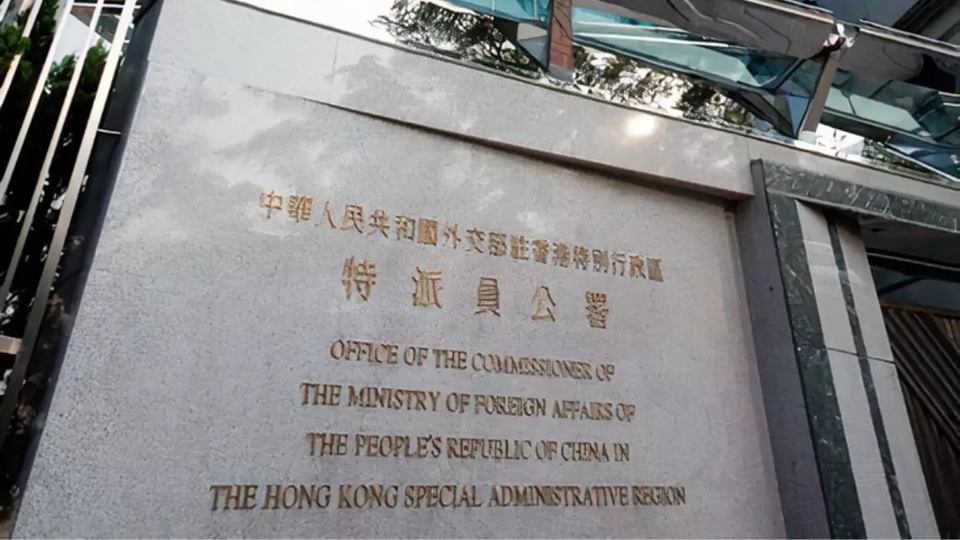 中華人民共和國外交部駐香港特別行政區
特派員公署
OFFICE OF THE COMMISSIONER OF
THE MINISTRY OF FOREIGN AFFAIRS OF
THE PEOPLE'S REPUBLIC OF CHINA IN
THE HONG KONG SPECIAL ADMINISTRATIVE REGION